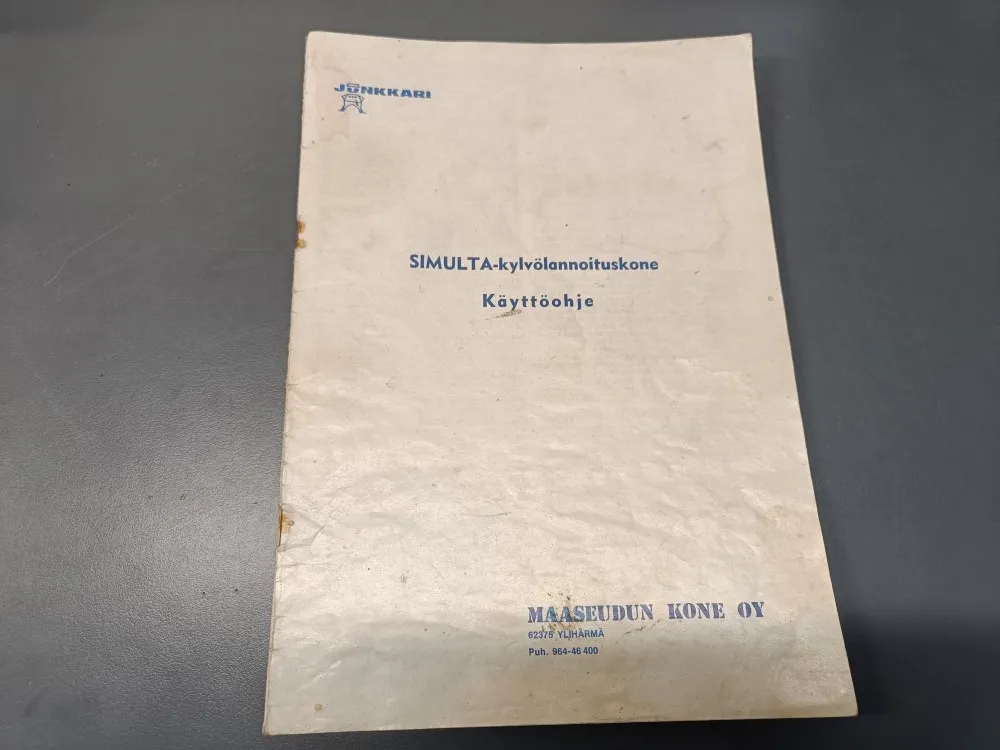 JUNKKARI
SIMULTA-kylvölannoituskone
Käyttöohje
MAASEUDUN KONE OY
62375 YLIHÄRMÄ
Puh. 964-46 400